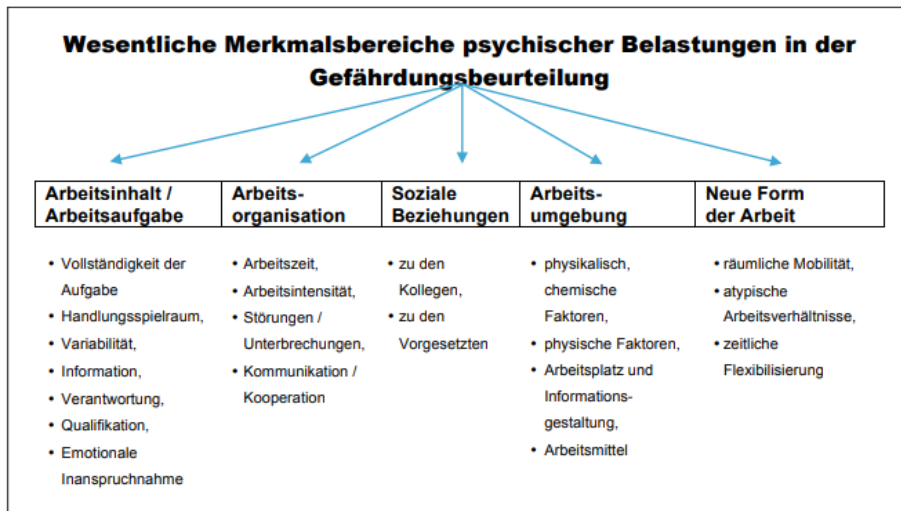 Wesentliche Merkmalsbereiche psychischer Belastungen in der
Gefährdungsbeurteilung
Arbeitsinhalt /
Arbeitsaufgabe
• Vollständigkeit der
Aufgabe
• Handlungsspielraum,
• Variabilität,
• Information,
• Verantwortung,
• Qualifikation,
• Emotionale
Inanspruchnahme
Arbeits-
organisation
• Arbeitszeit,
• Arbeitsintensität,
• Störungen /
Unterbrechungen,
• Kommunikation /
Kooperation
Soziale
Beziehungen
• zu den
Kollegen,
• zu den
Vorgesetzten
Arbeits-
umgebung
• physikalisch,
chemische
Faktoren,
• physische Faktoren,
• Arbeitsplatz und
Informations-
gestaltung,
• Arbeitsmittel
Neue Form
der Arbeit
• räumliche Mobilität,
• atypische
Arbeitsverhältnisse,
• zeitliche
Flexibilisierung